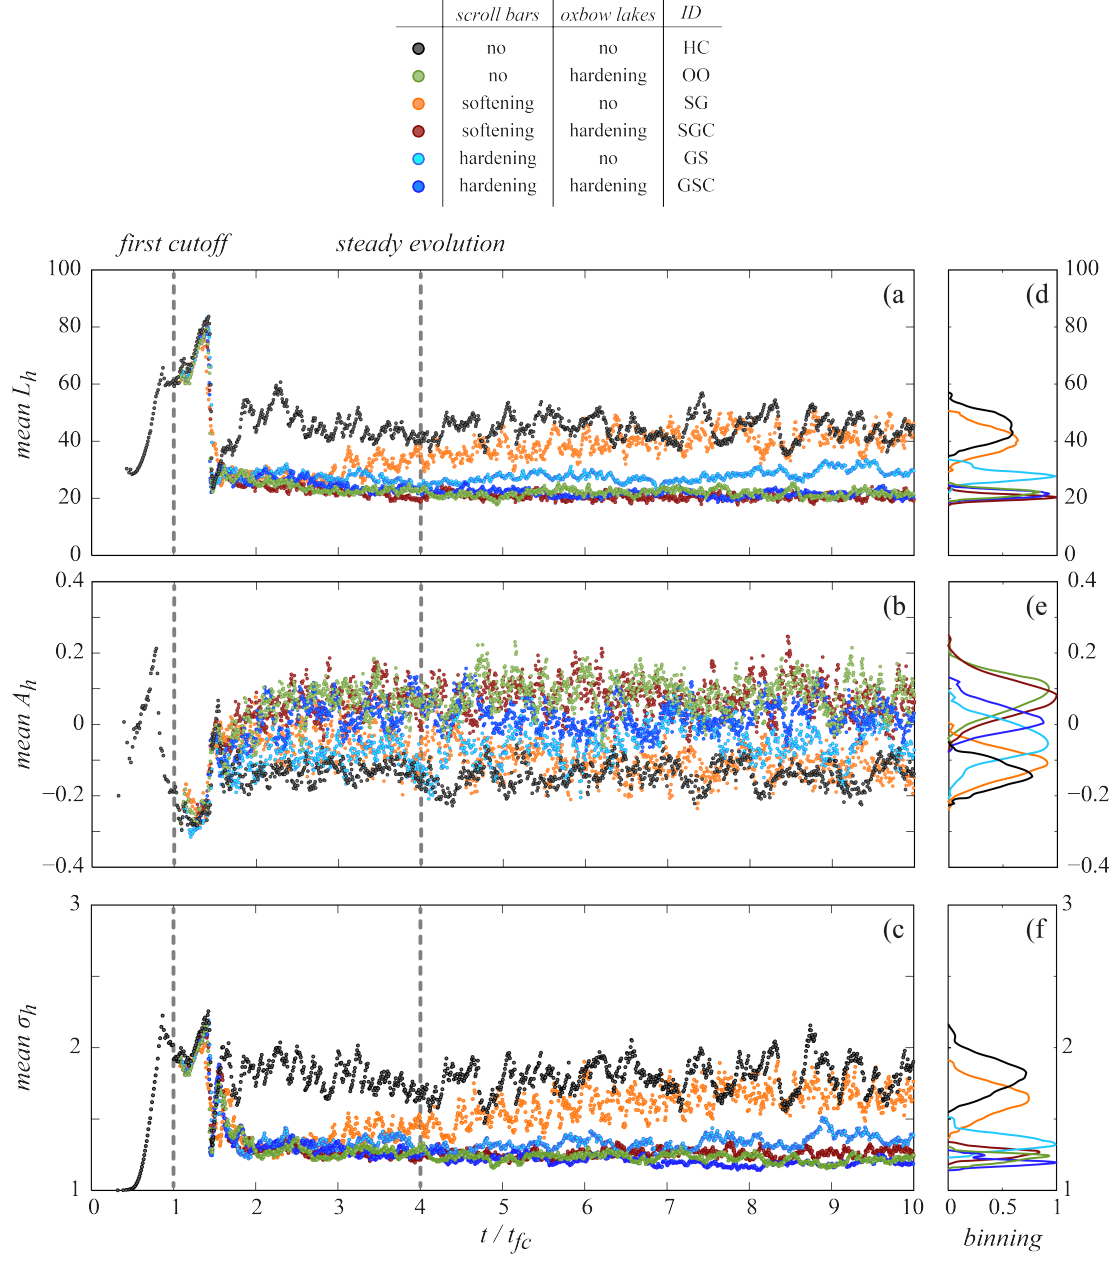 scroll bars oxbow lakes ID
no no HC
no hardening OO
softening no SG
softening hardening SGC
hardening no GS
hardening hardening GSC
first cutoff steady evolution
100 (a (d 100
80 80
60 60
40 40
20 20
0 0
mean L_h
0.4 (b (e 0.4
0.2 0.2
0 0
−0.2 −0.2
−0.4 −0.4
mean A_h
3 (c (f 3
2 2
1 1
mean σ_h
0 1 2 3 4 5 6 7 8 9 10 0 0.5 1
t / t_fc binning